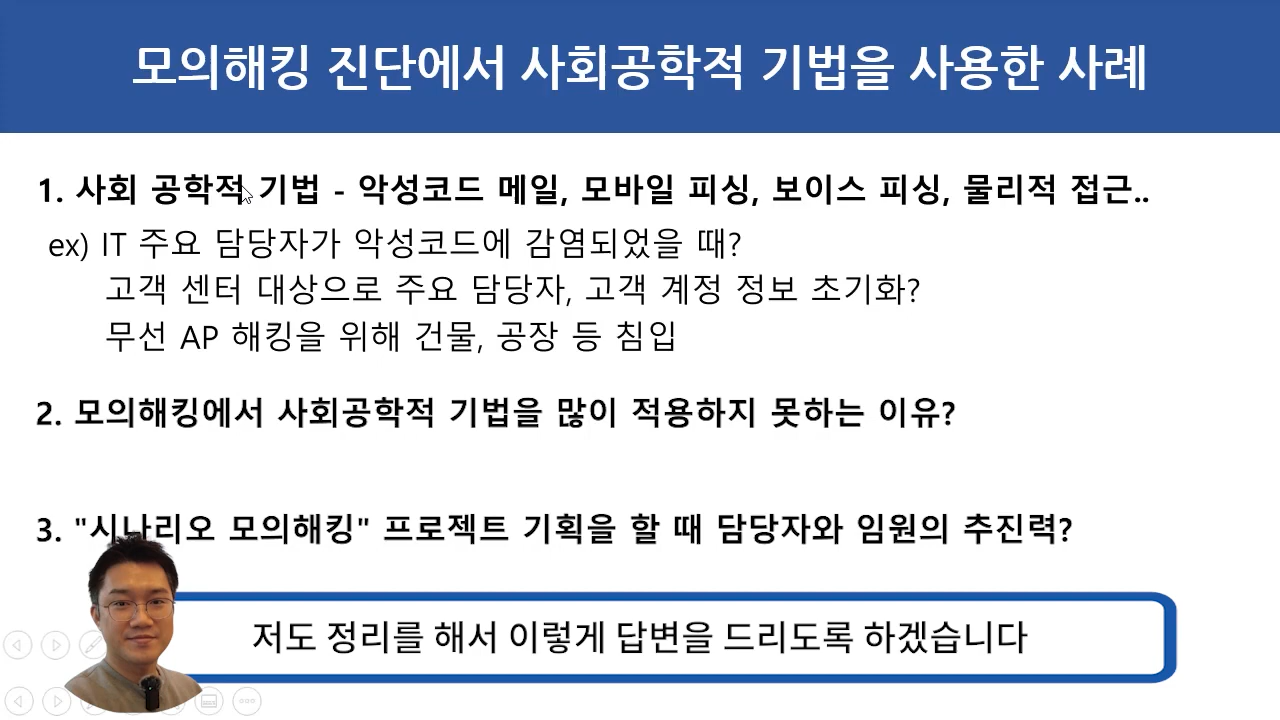 모의해킹 진단에서 사회공학적 기법을 사용한 사례
1. 사회 공학적 기법 - 악성코드 메일, 모바일 피싱, 보이스 피싱, 물리적 접근..
ex) IT 주요 담당자가 악성코드에 감염되었을 때?
고객 센터 대상으로 주요 담당자, 고객 계정 정보 초기화?
무선 AP 해킹을 위해 건물, 공장 등 침입
2. 모의해킹에서 사회공학적 기법을 많이 적용하지 못하는 이유?
3. "시나리오 모의해킹" 프로젝트 기획을 할 때 담당자와 임원의 추진력?
저도 정리를 해서 이렇게 답변을 드리도록 하겠습니다